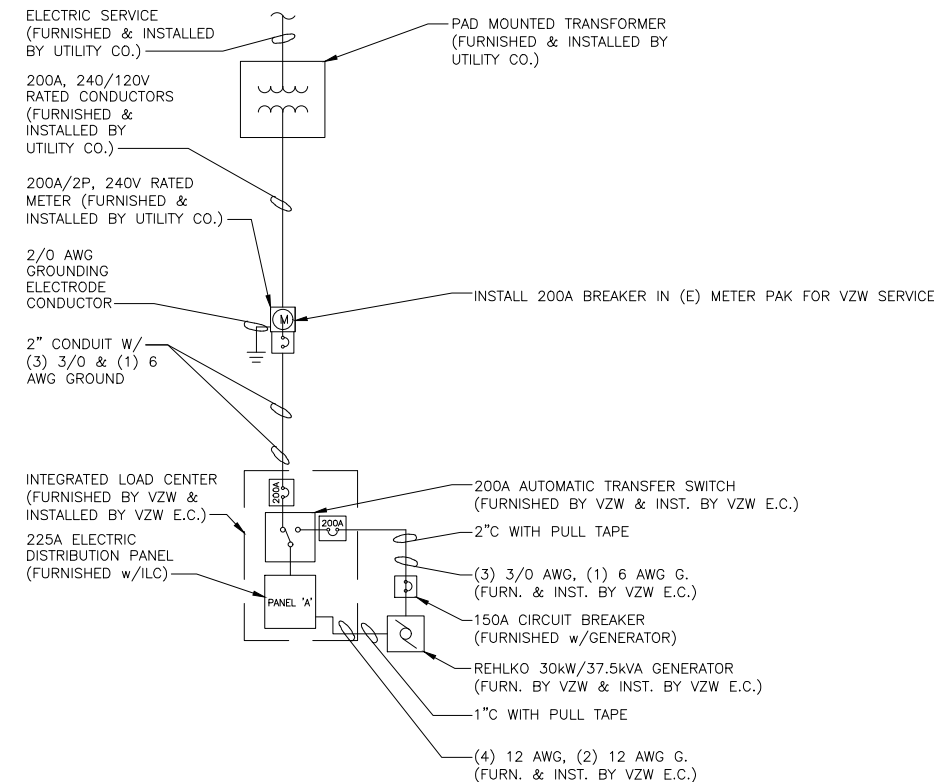 ELECTRIC SERVICE
(FURNISHED & INSTALLED
BY UTILITY CO.)
PAD MOUNTED TRANSFORMER
(FURNISHED & INSTALLED BY
UTILITY CO.)
200A, 240/120V
RATED CONDUCTORS
(FURNISHED &
INSTALLED BY
UTILITY CO.)
200A/2P, 240V RATED
METER (FURNISHED &
INSTALLED BY UTILITY CO.)
2/0 AWG
GROUNDING
ELECTRODE
CONDUCTOR
M
INSTALL 200A BREAKER IN (E) METER PAK FOR VZW SERVICE
2" CONDUIT W/
(3) 3/0 & (1) 6
AWG GROUND
INTEGRATED LOAD CENTER
(FURNISHED BY VZW &
INSTALLED BY VZW E.C.)
200A
200A AUTOMATIC TRANSFER SWITCH
(FURNISHED BY VZW & INST. BY VZW E.C.)
200A
2"C WITH PULL TAPE
225A ELECTRIC
DISTRIBUTION PANEL
(FURNISHED w/ILC)
PANEL 'A'
(3) 3/0 AWG, (1) 6 AWG G.
(FURN. & INST. BY VZW E.C.)
150A CIRCUIT BREAKER
(FURNISHED w/GENERATOR)
REHLKO 30kW/37.5kVA GENERATOR
(FURN. BY VZW & INST. BY VZW E.C.)
1"C WITH PULL TAPE
(4) 12 AWG, (2) 12 AWG G.
(FURN. & INST. BY VZW E.C.)